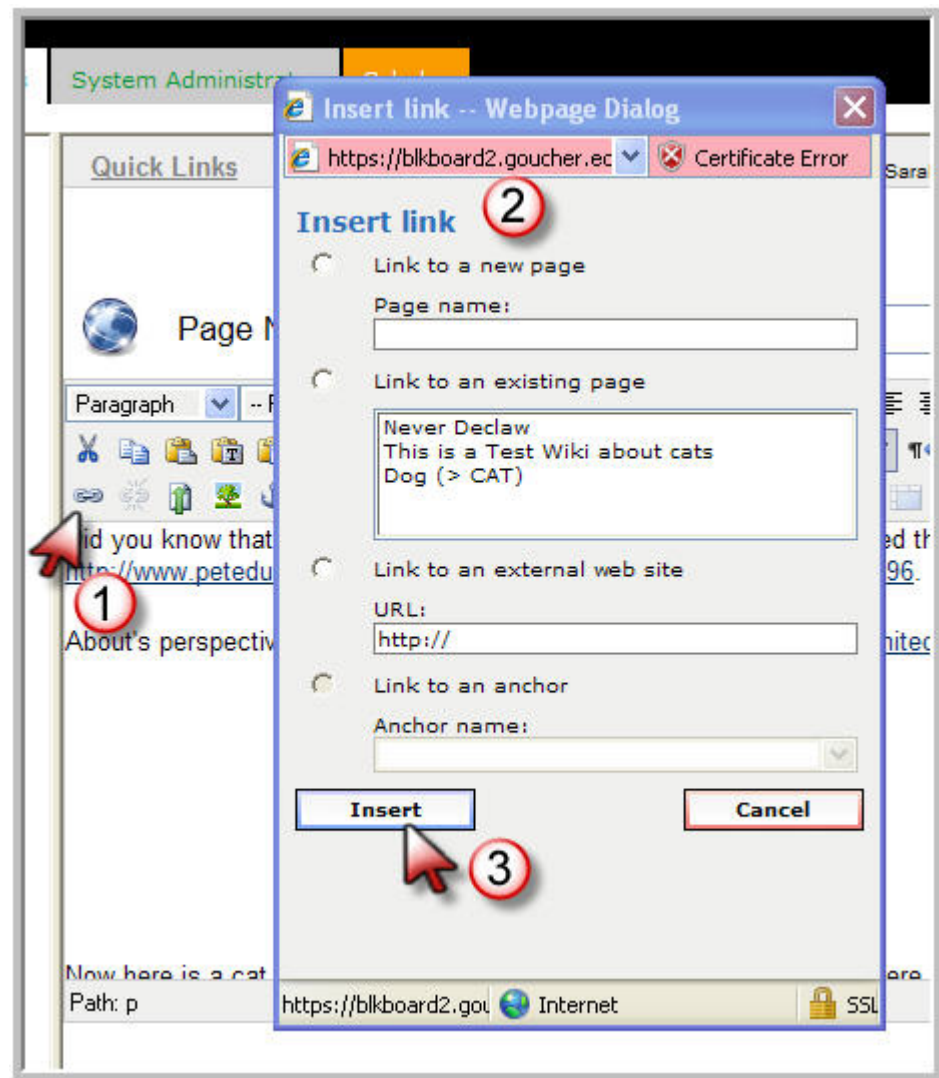 System Administrat
Insert link -- Webpage Dialog
Quick Links
https://blkboard2.goucher.ec
Certificate Error
Sara
2
Insert link
Link to a new page
Page name:
Page N
Link to an existing page
Paragraph
-- F
Never Declaw
This is a Test Wiki about cats
Dog (> CAT)
Did you know that
ed th
http://www.petedu
96.
Link to an external web site
1
URL:
http://
About's perspectiv
nited
Link to an anchor
Anchor name:
Insert
Cancel
3
Now here is a cat
ere
Path: p
https://blkboard2.gou
Internet
SSL